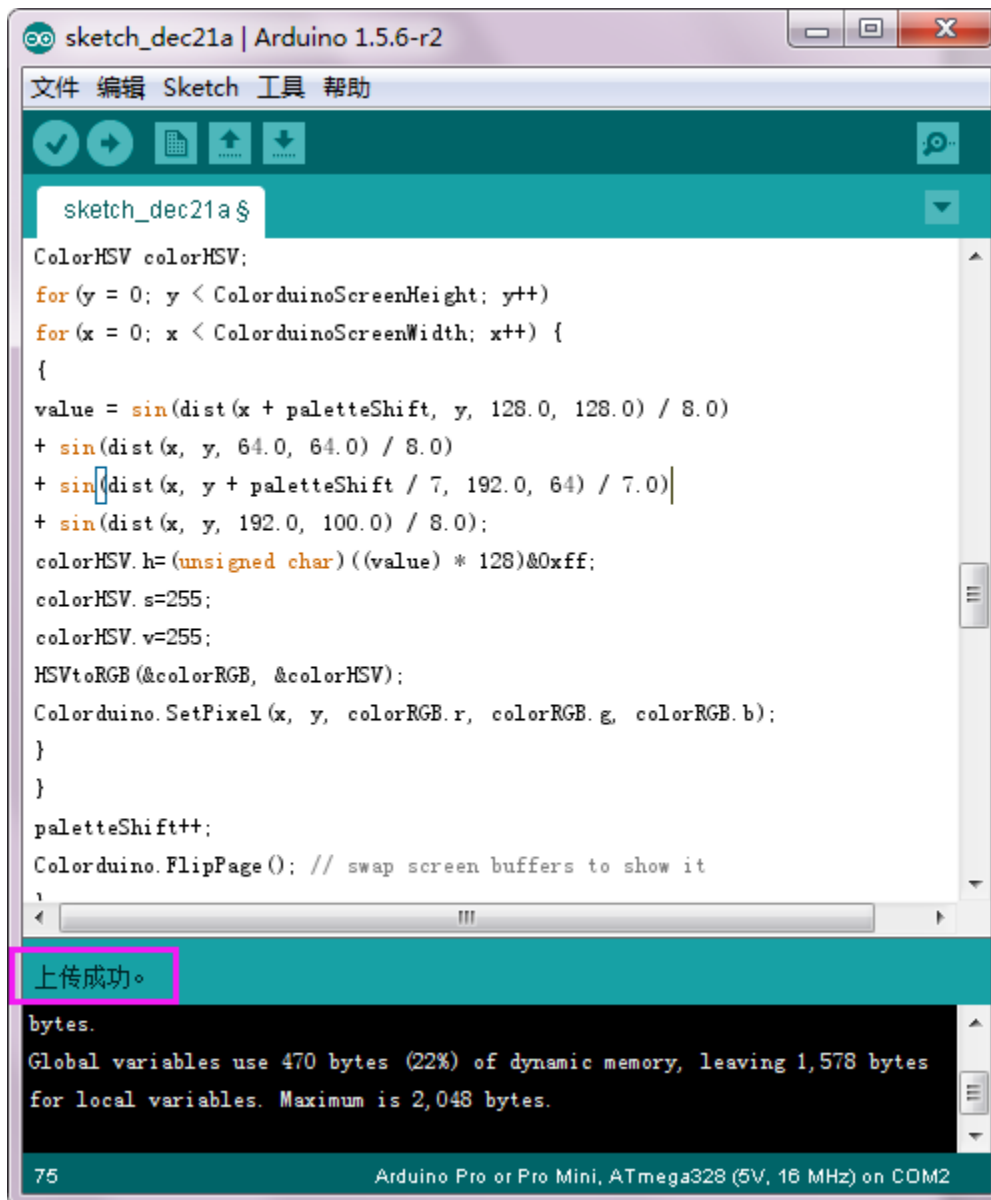 sketch_dec21a | Arduino 1.5.6-r2
文件 编辑 Sketch 工具 帮助
sketch_dec21a §
ColorHSV colorHSV;
for(y = 0; y < ColorduinoScreenHeight; y++)
for(x = 0; x < ColorduinoScreenWidth; x++) {
{
value = sin(dist(x + paletteShift, y, 128.0, 128.0) / 8.0)
+ sin(dist(x, y, 64.0, 64.0) / 8.0)
+ sin(dist(x, y + paletteShift / 7, 192.0, 64) / 7.0)
+ sin(dist(x, y, 192.0, 100.0) / 8.0);
colorHSV.h=(unsigned char)((value) * 128)&0xff;
colorHSV.s=255;
colorHSV.v=255;
HSVtoRGB(&colorRGB, &colorHSV);
Colorduino.SetPixel(x, y, colorRGB.r, colorRGB.g, colorRGB.b);
}
}
paletteShift++;
Colorduino.FlipPage(); // swap screen buffers to show it
上传成功。
bytes.
Global variables use 470 bytes (22%) of dynamic memory, leaving 1,578 bytes
for local variables. Maximum is 2,048 bytes.
75 Arduino Pro or Pro Mini, ATmega328 (5V, 16 MHz) on COM2